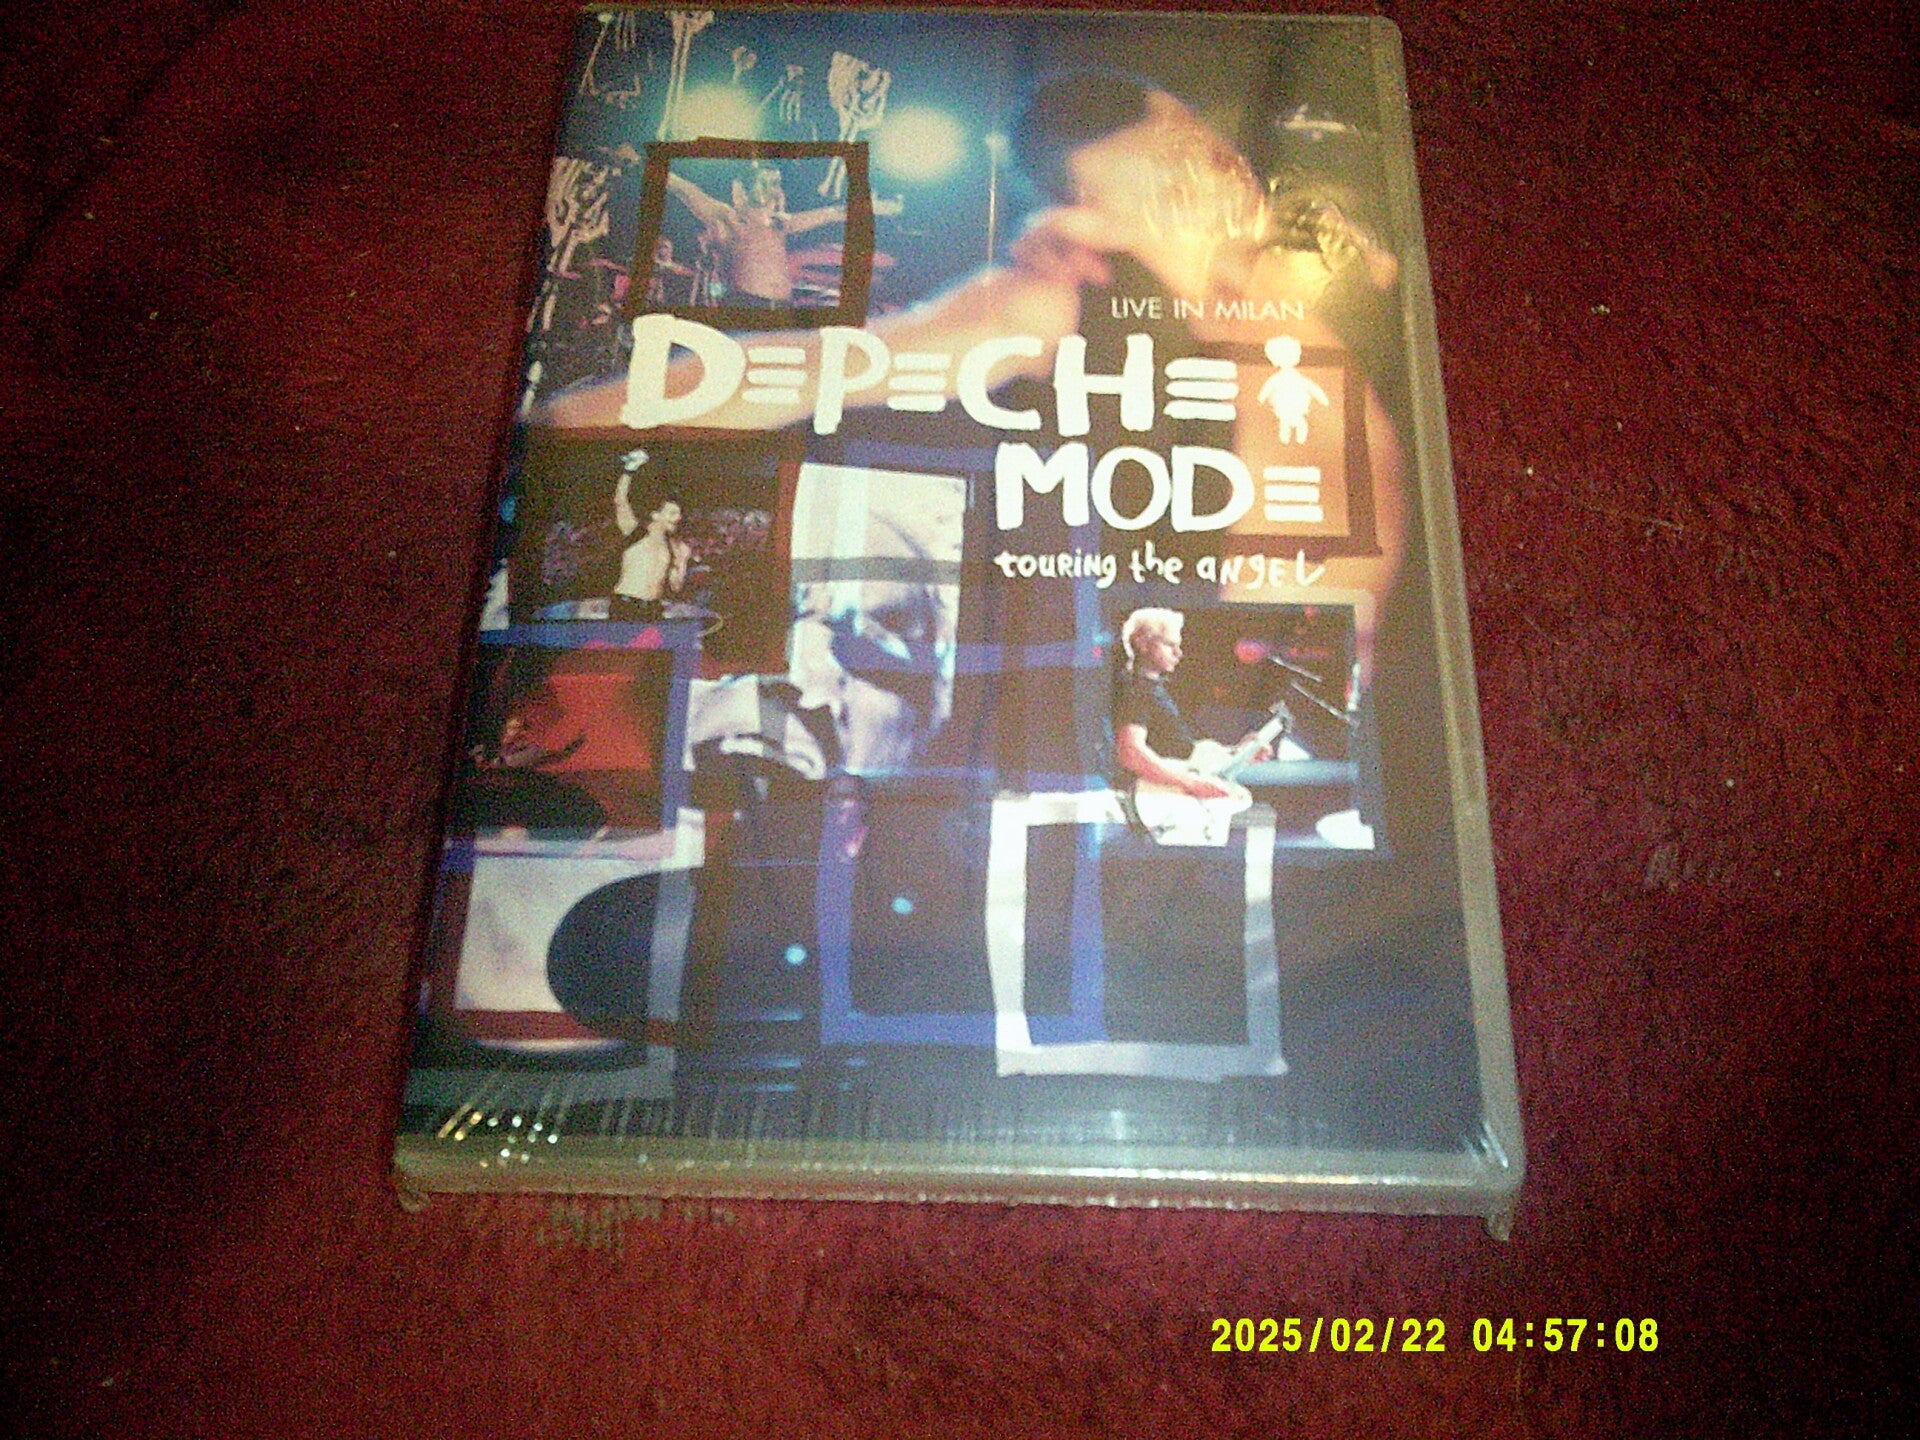 LIVE IN MILAN
DEPECHE
MODE
touring the angel
2025/02/22 04:57:08